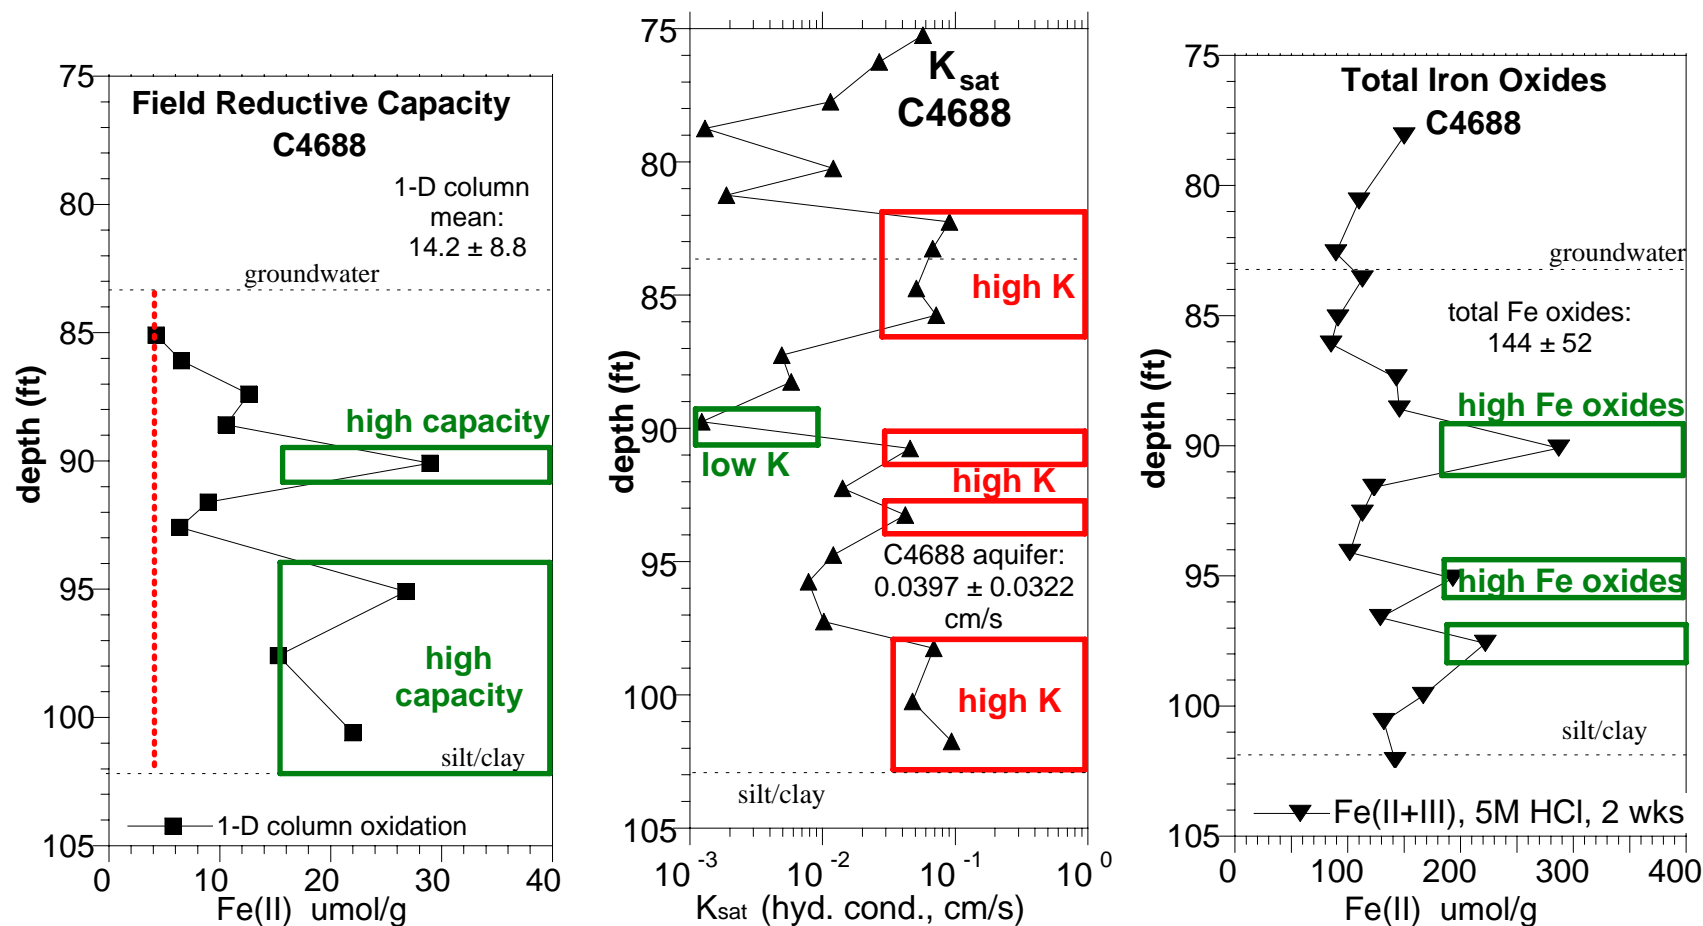 Field Reductive Capacity
C4688
1-D column
mean:
14.2 ± 8.8
groundwater
high capacity
high
capacity
silt/clay
1-D column oxidation
75
80
85
90
95
100
105
depth (ft)
0 10 20 30 40
Fe(II) umol/g
Ksat
C4688
high K
low K
high K
C4688 aquifer:
0.0397 ± 0.0322
cm/s
high K
silt/clay
75
80
85
90
95
100
105
depth (ft)
10-3 10-2 10-1 100
Ksat (hyd. cond., cm/s)
Total Iron Oxides
C4688
groundwater
total Fe oxides:
144 ± 52
high Fe oxides
high Fe oxides
silt/clay
Fe(II+III), 5M HCl, 2 wks
75
80
85
90
95
100
105
depth (ft)
0 100 200 300 400
Fe(II) umol/g